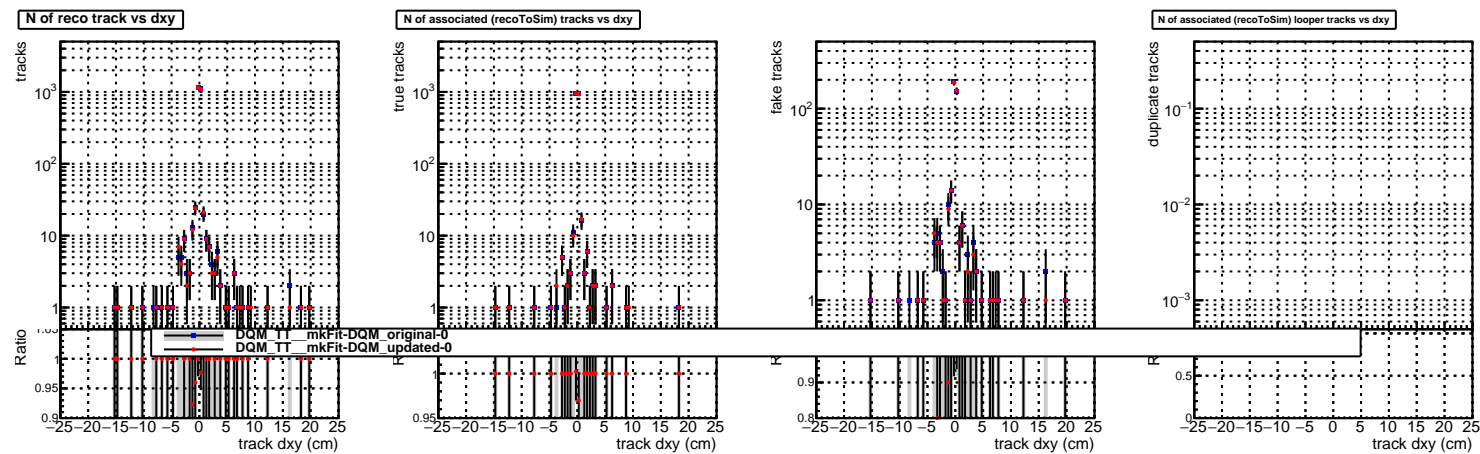 N of reco track vs dxy
tracks
10³
10²
10
1
Ratio
1
0.95
0.9
−25 −20 −15 −10 −5 0 5 10 15 20 25
track dxy (cm)
N of associated (recoToSim) tracks vs dxy
true tracks
10³
10²
10
1
1
0.95
−25 −20 −15 −10 −5 0 5 10 15 20 25
track dxy (cm)
fake tracks
10²
10
1
0.9
0.8
−25 −20 −15 −10 −5 0 5 10 15 20 25
track dxy (cm)
N of associated (recoToSim) looper tracks vs dxy
duplicate tracks
10⁻¹
10⁻²
10⁻³
0.5
0
−25 −20 −15 −10 −5 0 5 10 15 20 25
track dxy (cm)
DQM_TT__mkFit-DQM_original-0
DQM_TT__mkFit-DQM_updated-0